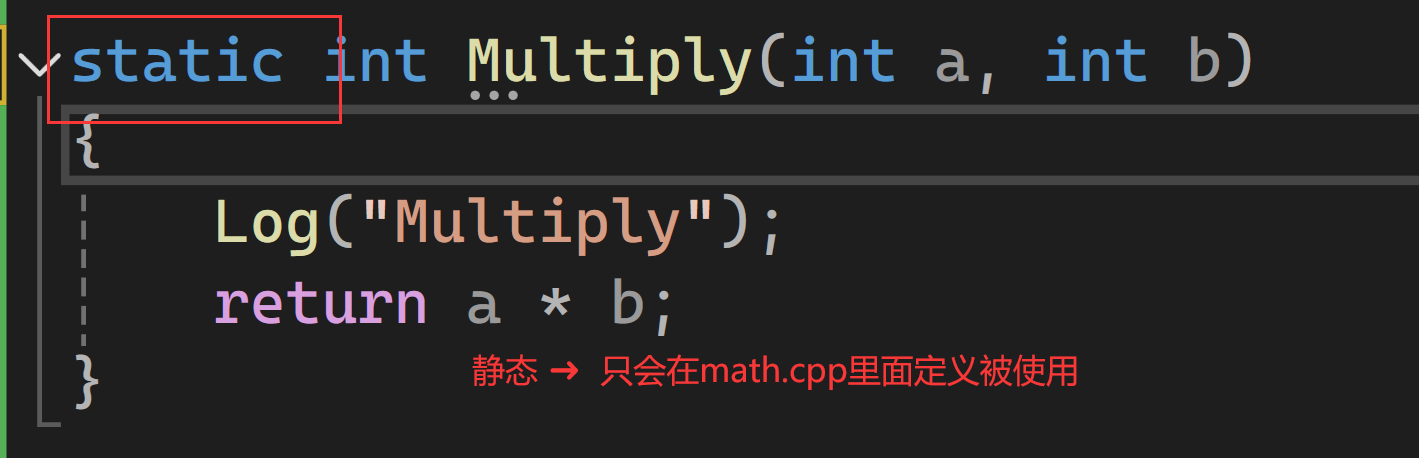 static int Multiply(int a, int b)
{
Log("Multiply");
return a * b;
静态 → 只会在math.cpp里面定义被使用
}